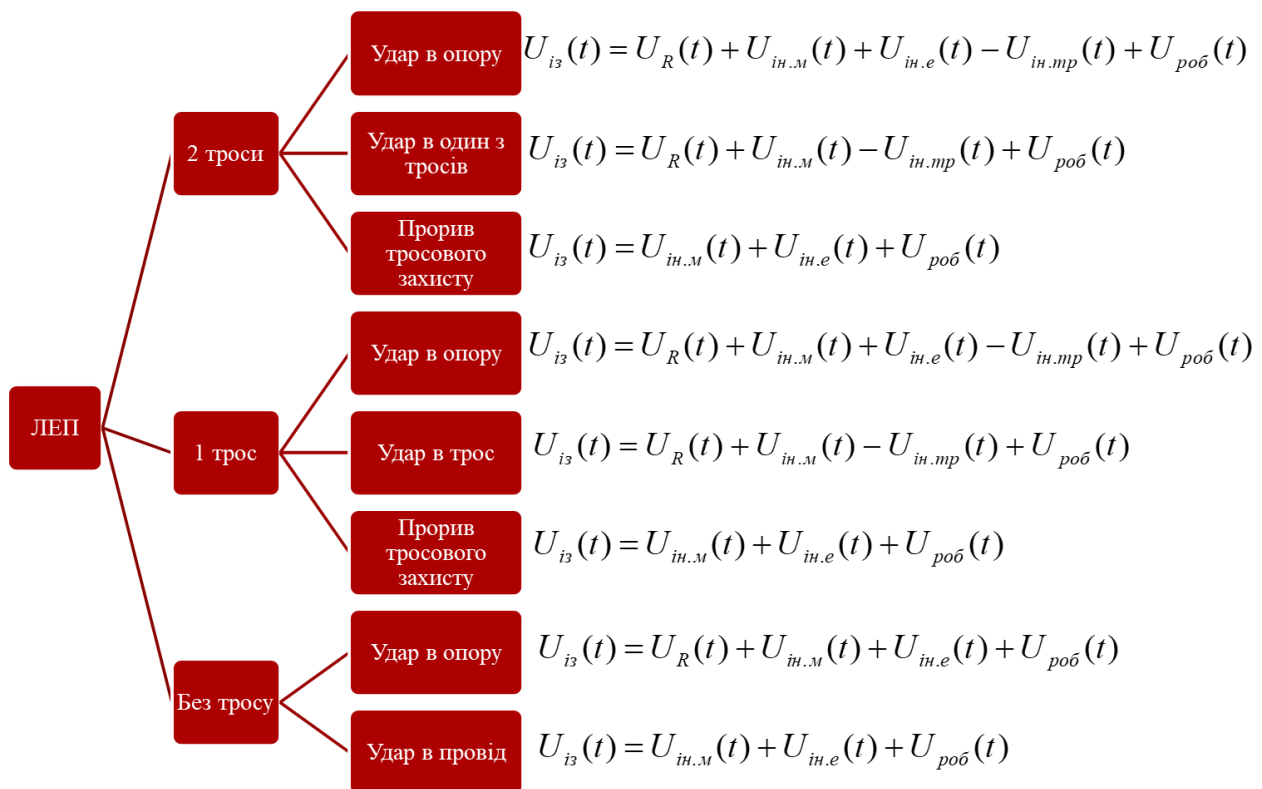 Удар в опору U_із(t) = U_R(t) + U_ін.м(t) + U_ін.е(t) − U_ін.тр(t) + U_роб(t)
2 троси
Удар в один з
тросів
U_із(t) = U_R(t) + U_ін.м(t) − U_ін.тр(t) + U_роб(t)
Прорив
тросового
захисту
U_із(t) = U_ін.м(t) + U_ін.е(t) + U_роб(t)
Удар в опору U_із(t) = U_R(t) + U_ін.м(t) + U_ін.е(t) − U_ін.тр(t) + U_роб(t)
ЛЕП
1 трос
Удар в трос U_із(t) = U_R(t) + U_ін.м(t) − U_ін.тр(t) + U_роб(t)
Прорив
тросового
захисту
U_із(t) = U_ін.м(t) + U_ін.е(t) + U_роб(t)
Удар в опору U_із(t) = U_R(t) + U_ін.м(t) + U_ін.е(t) + U_роб(t)
Без тросу
Удар в провід U_із(t) = U_ін.м(t) + U_ін.е(t) + U_роб(t)